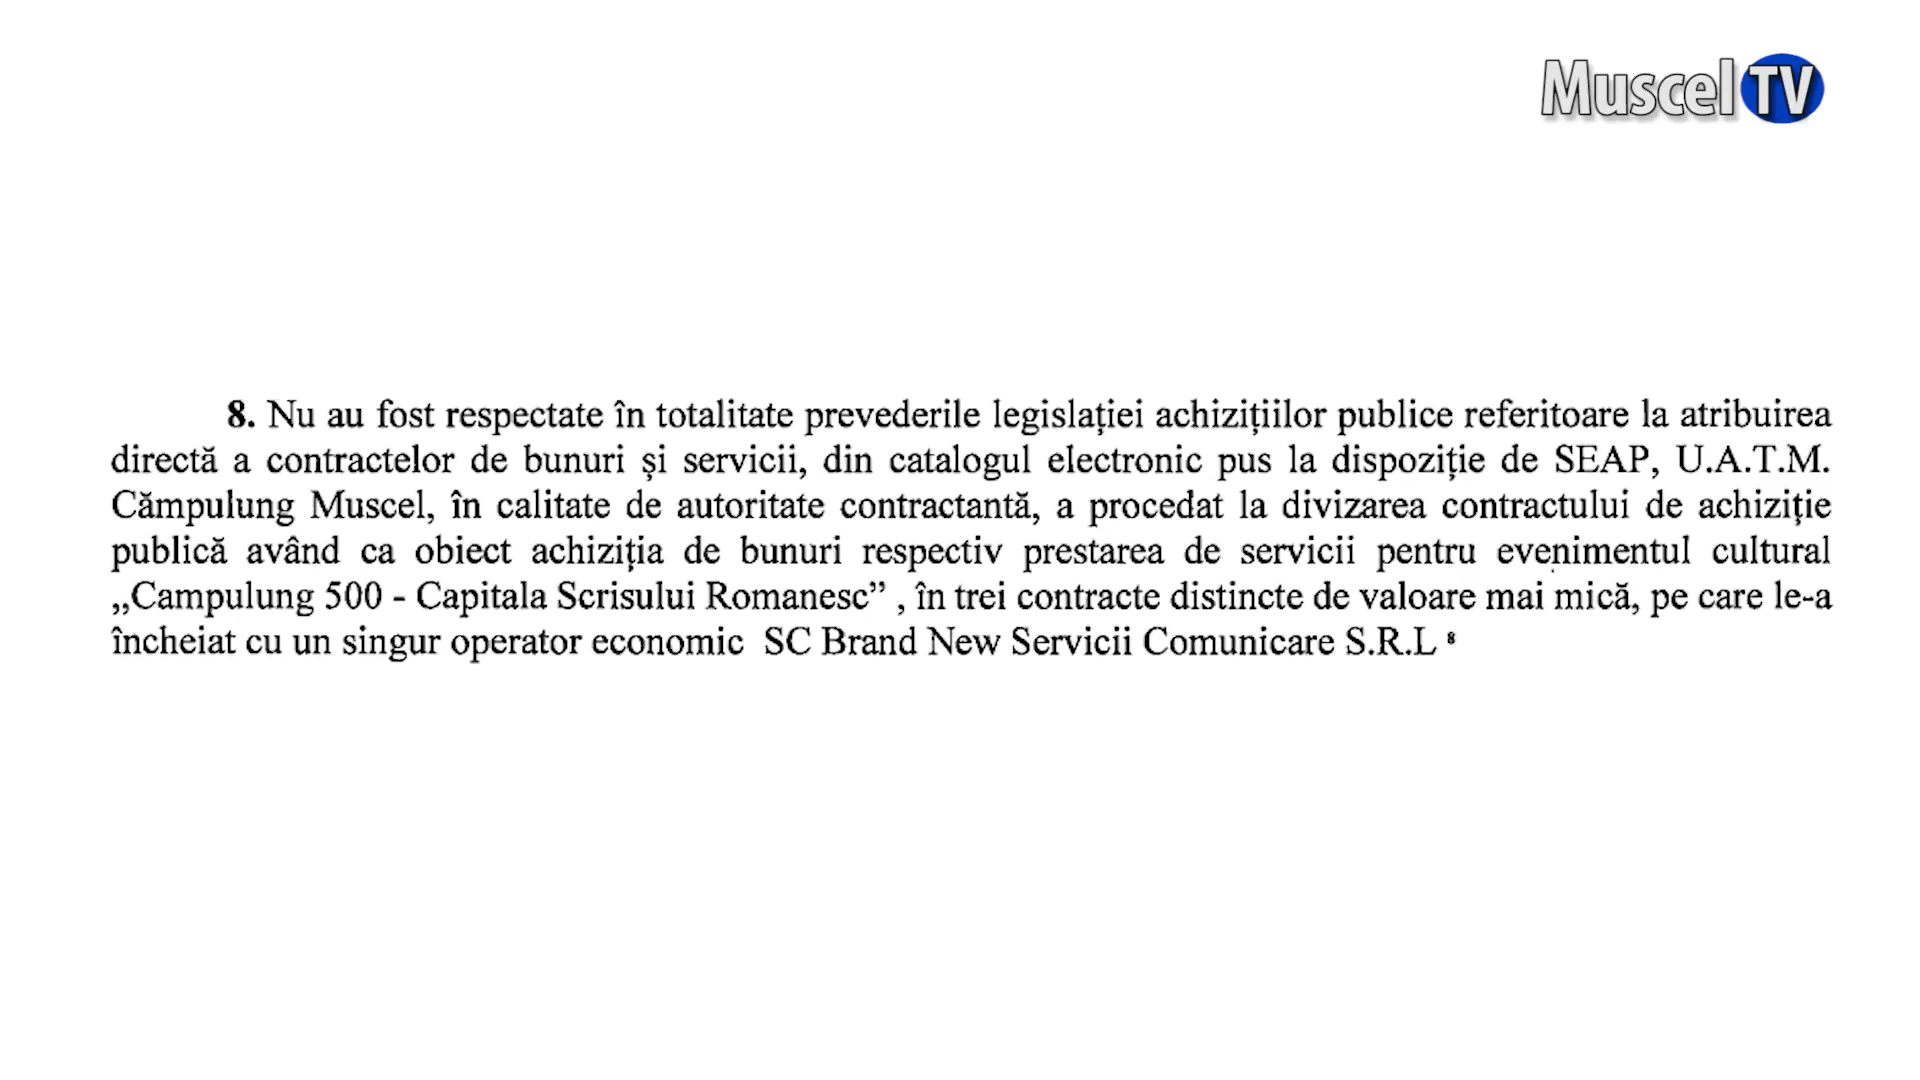 Muscel TV
8. Nu au fost respectate în totalitate prevederile legislației achizițiilor publice referitoare la atribuirea
directă a contractelor de bunuri și servicii, din catalogul electronic pus la dispoziție de SEAP, U.A.T.M.
Cămpulung Muscel, în calitate de autoritate contractantă, a procedat la divizarea contractului de achiziție
publică având ca obiect achiziția de bunuri respectiv prestarea de servicii pentru evenimentul cultural
„Campulung 500 - Capitala Scrisului Romanesc” , în trei contracte distincte de valoare mai mică, pe care le-a
încheiat cu un singur operator economic SC Brand New Servicii Comunicare S.R.L ⁸